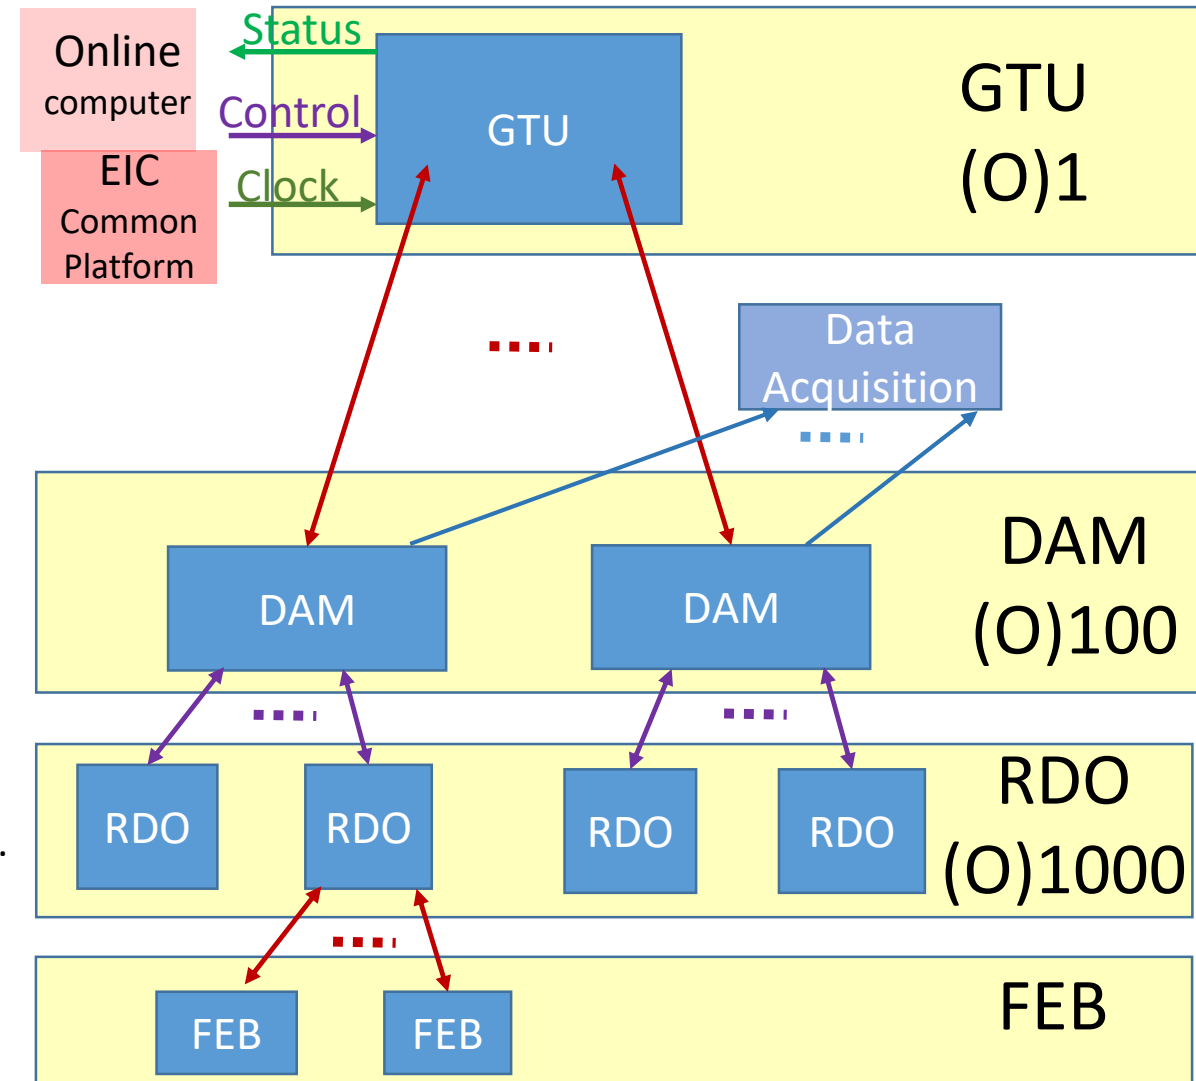 Online
computer
Status
Control
EIC
Common
Platform
Clock
GTU
GTU
(O)1
Data
Acquisition
DAM
DAM
DAM
(O)100
RDO
RDO
RDO
RDO
RDO
(O)1000
.
FEB
FEB
FEB